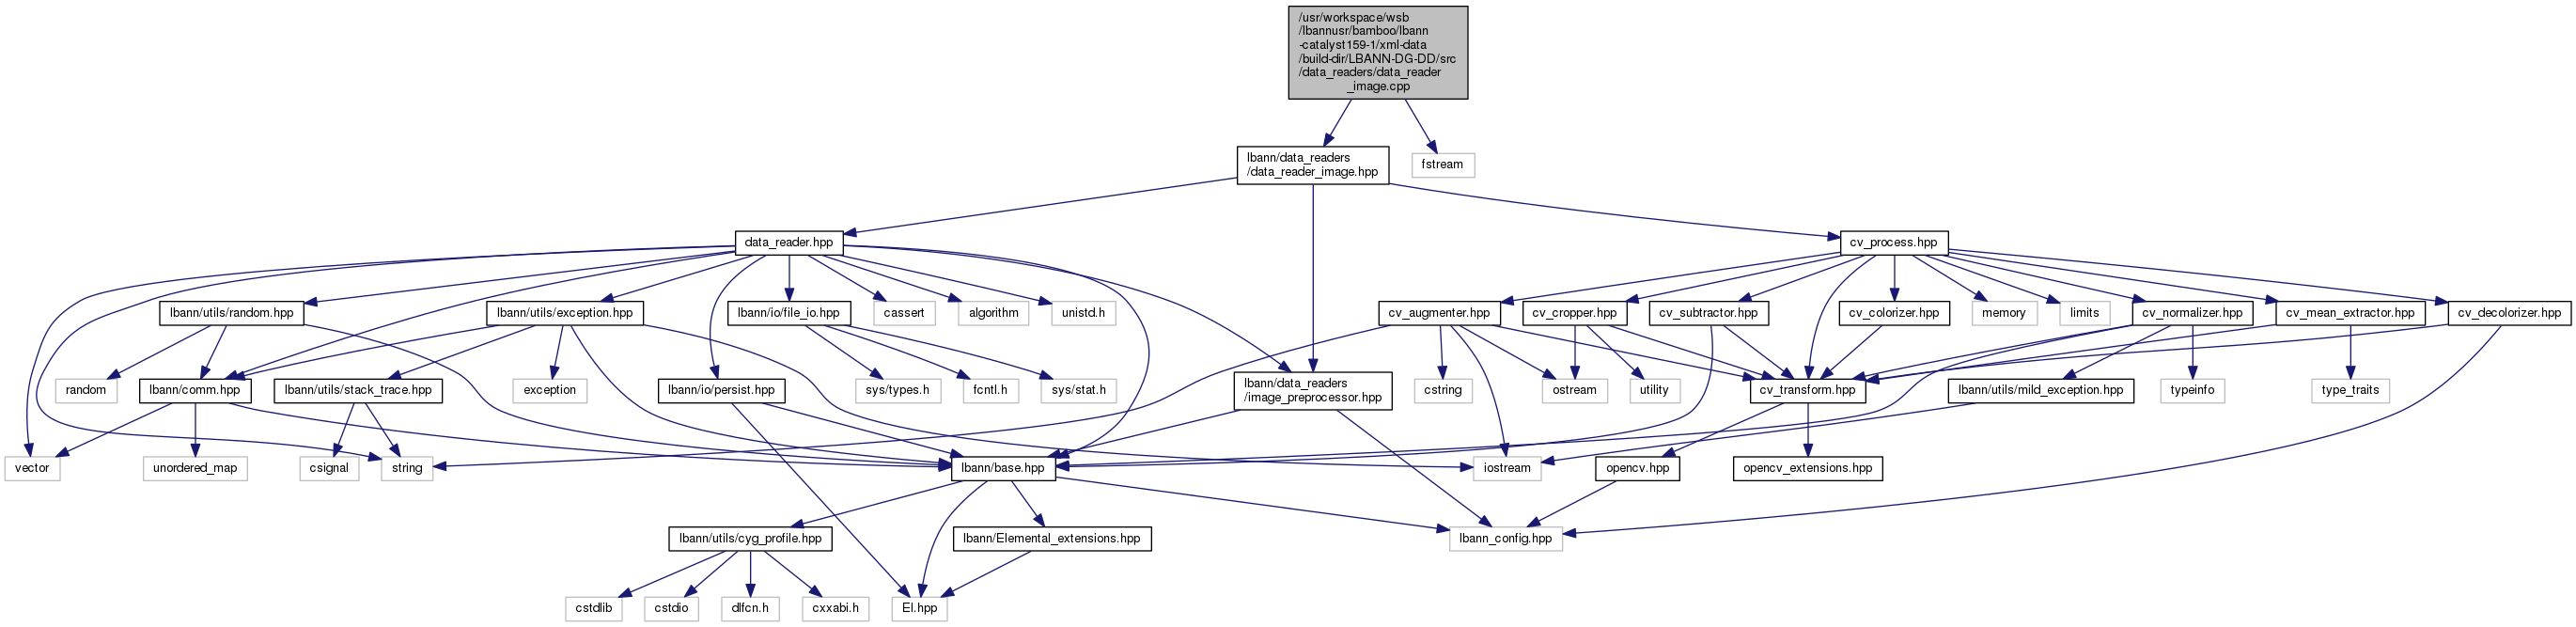 /usr/workspace/wsb
/lbannusr/bamboo/lbann
-catalyst159-1/xml-data
/build-dir/LBANN-DG-DD/src
/data_readers/data_reader
_image.cpp
lbann/data_readers
/data_reader_image.hpp
fstream
data_reader.hpp
cv_process.hpp
lbann/utils/random.hpp
lbann/utils/exception.hpp
lbann/io/file_io.hpp
cassert
algorithm
unistd.h
cv_augmenter.hpp
cv_cropper.hpp
cv_subtractor.hpp
cv_colorizer.hpp
memory
limits
cv_normalizer.hpp
cv_mean_extractor.hpp
cv_decolorizer.hpp
random
lbann/comm.hpp
lbann/utils/stack_trace.hpp
exception
lbann/io/persist.hpp
sys/types.h
fcntl.h
sys/stat.h
lbann/data_readers
/image_preprocessor.hpp
cstring
ostream
utility
cv_transform.hpp
lbann/utils/mild_exception.hpp
typeinfo
type_traits
vector
unordered_map
csignal
string
lbann/base.hpp
iostream
opencv.hpp
opencv_extensions.hpp
lbann/utils/cyg_profile.hpp
lbann/Elemental_extensions.hpp
lbann_config.hpp
cstdlib
cstdio
dlfcn.h
cxxabi.h
El.hpp